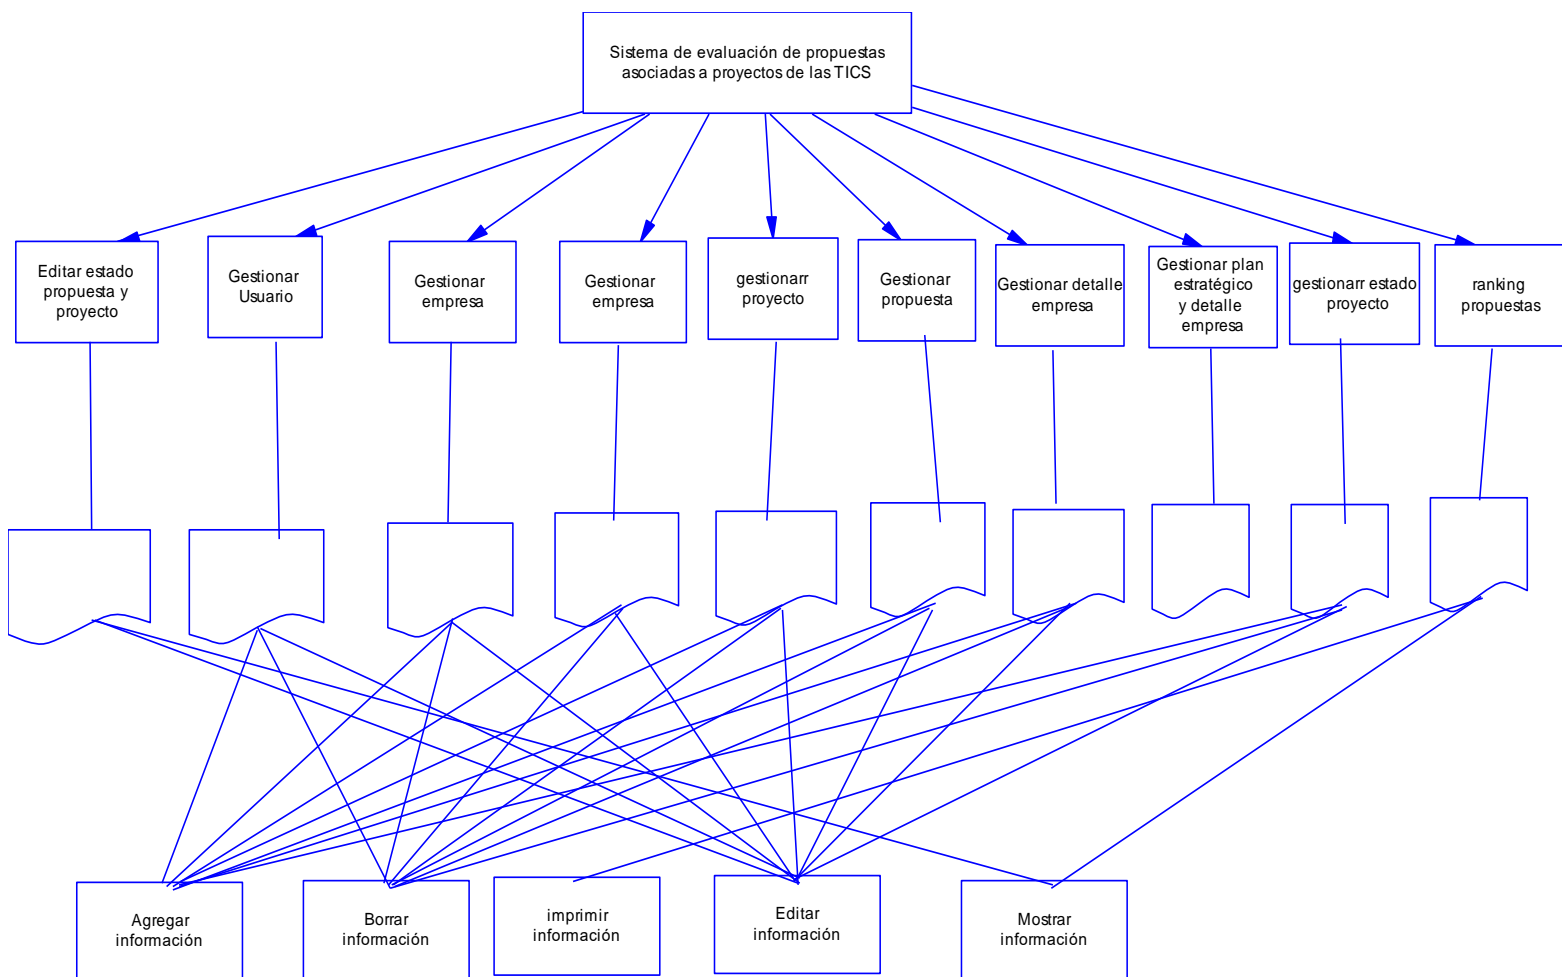 Sistema de evaluación de propuestas
asociadas a proyectos de las TICS
Editar estado
propuesta y
proyecto
Gestionar
Usuario
Gestionar
empresa
Gestionar
empresa
gestionarr
proyecto
Gestionar
propuesta
Gestionar detalle
empresa
Gestionar plan
estratégico
y detalle
empresa
gestionarr estado
proyecto
ranking
propuestas
Agregar
información
Borrar
información
imprimir
información
Editar
información
Mostrar
información